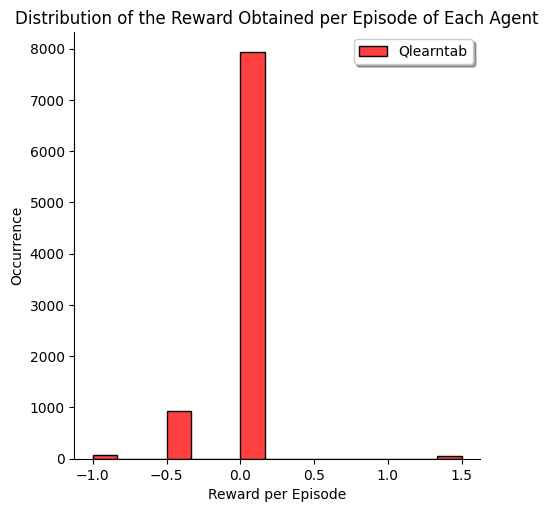 Distribution of the Reward Obtained per Episode of Each Agent
Qlearntab
8000
7000
6000
5000
4000
3000
2000
1000
0
Occurrence
−1.0 −0.5 0.0 0.5 1.0 1.5
Reward per Episode